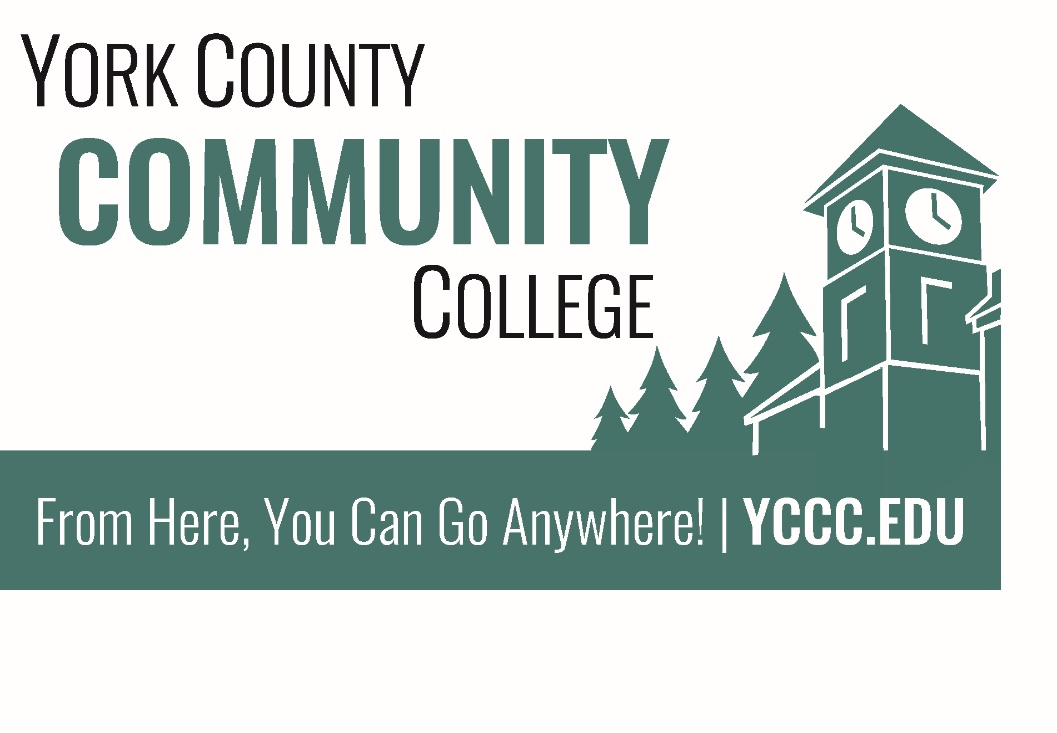 YORK COUNTY
COMMUNITY
COLLEGE
From Here, You Can Go Anywhere! | YCCC.EDU